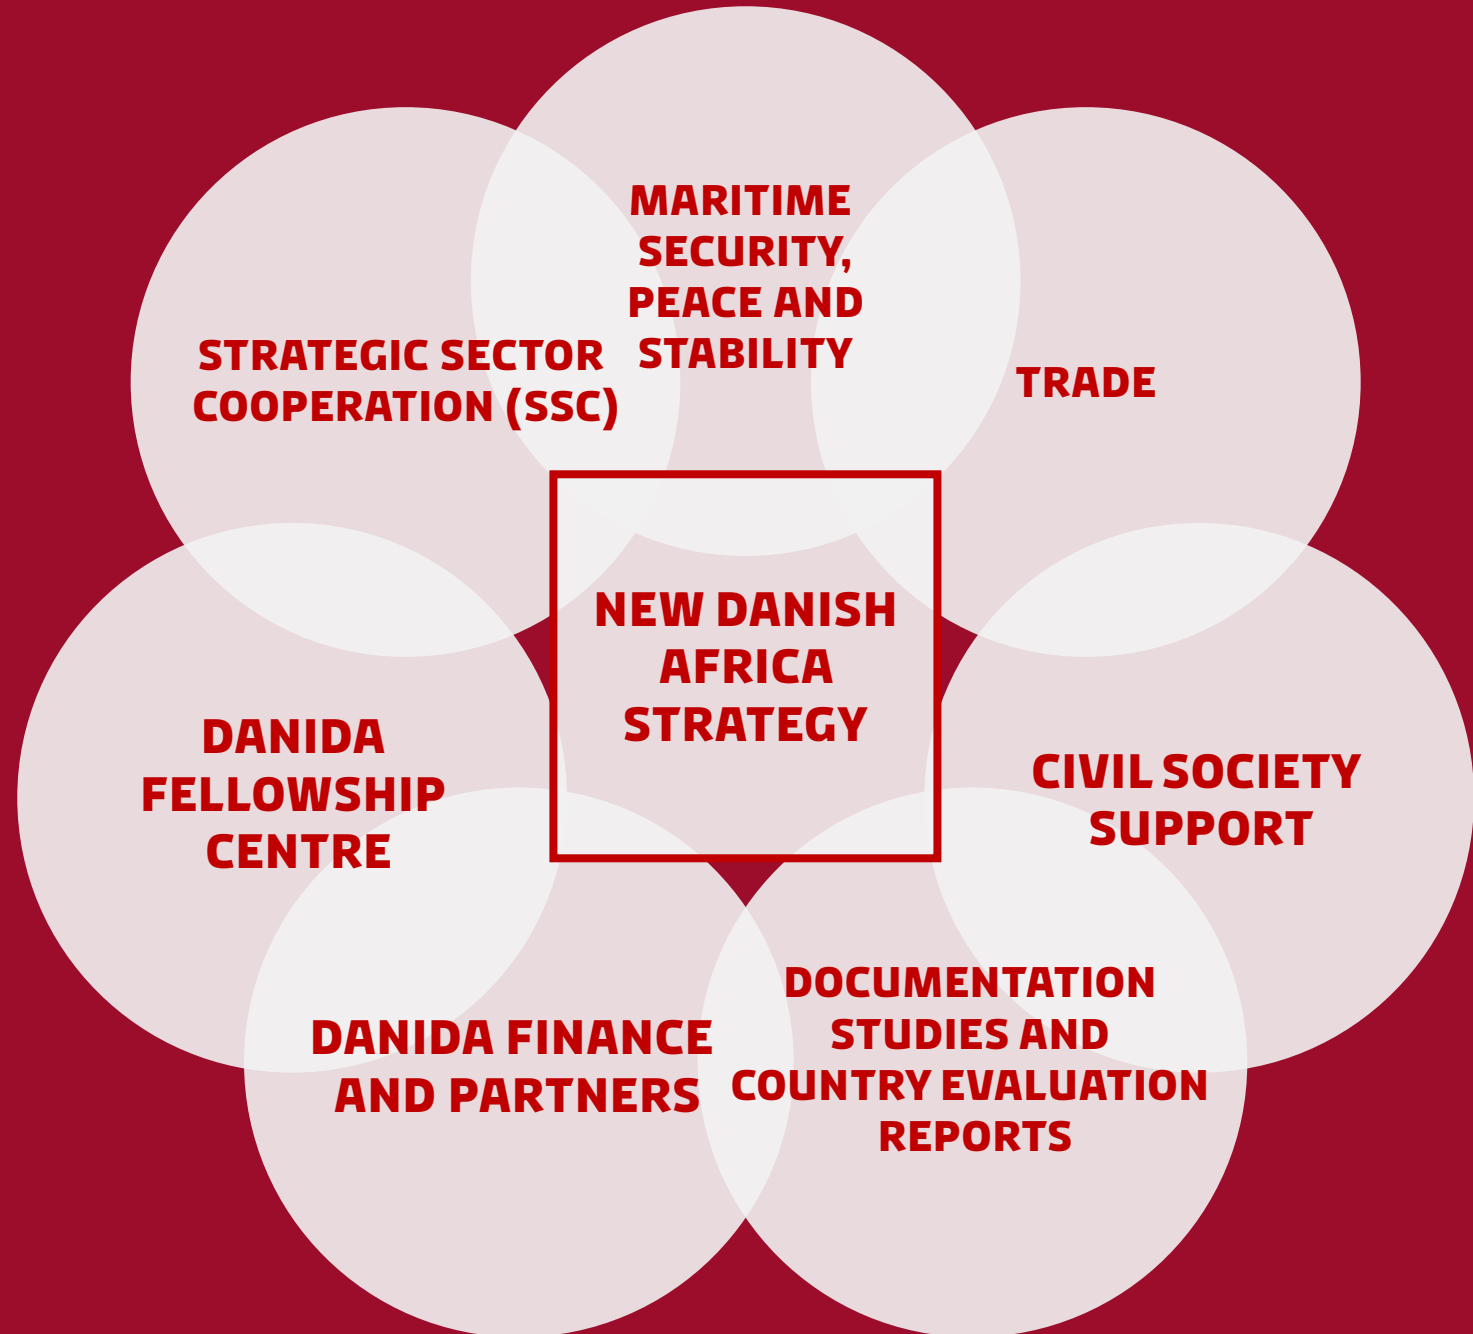 MARITIME
SECURITY,
PEACE AND
STABILITY
STRATEGIC SECTOR
COOPERATION (SSC)
TRADE
NEW DANISH
AFRICA
STRATEGY
DANIDA
FELLOWSHIP
CENTRE
CIVIL SOCIETY
SUPPORT
DANIDA FINANCE
AND PARTNERS
DOCUMENTATION
STUDIES AND
COUNTRY EVALUATION
REPORTS